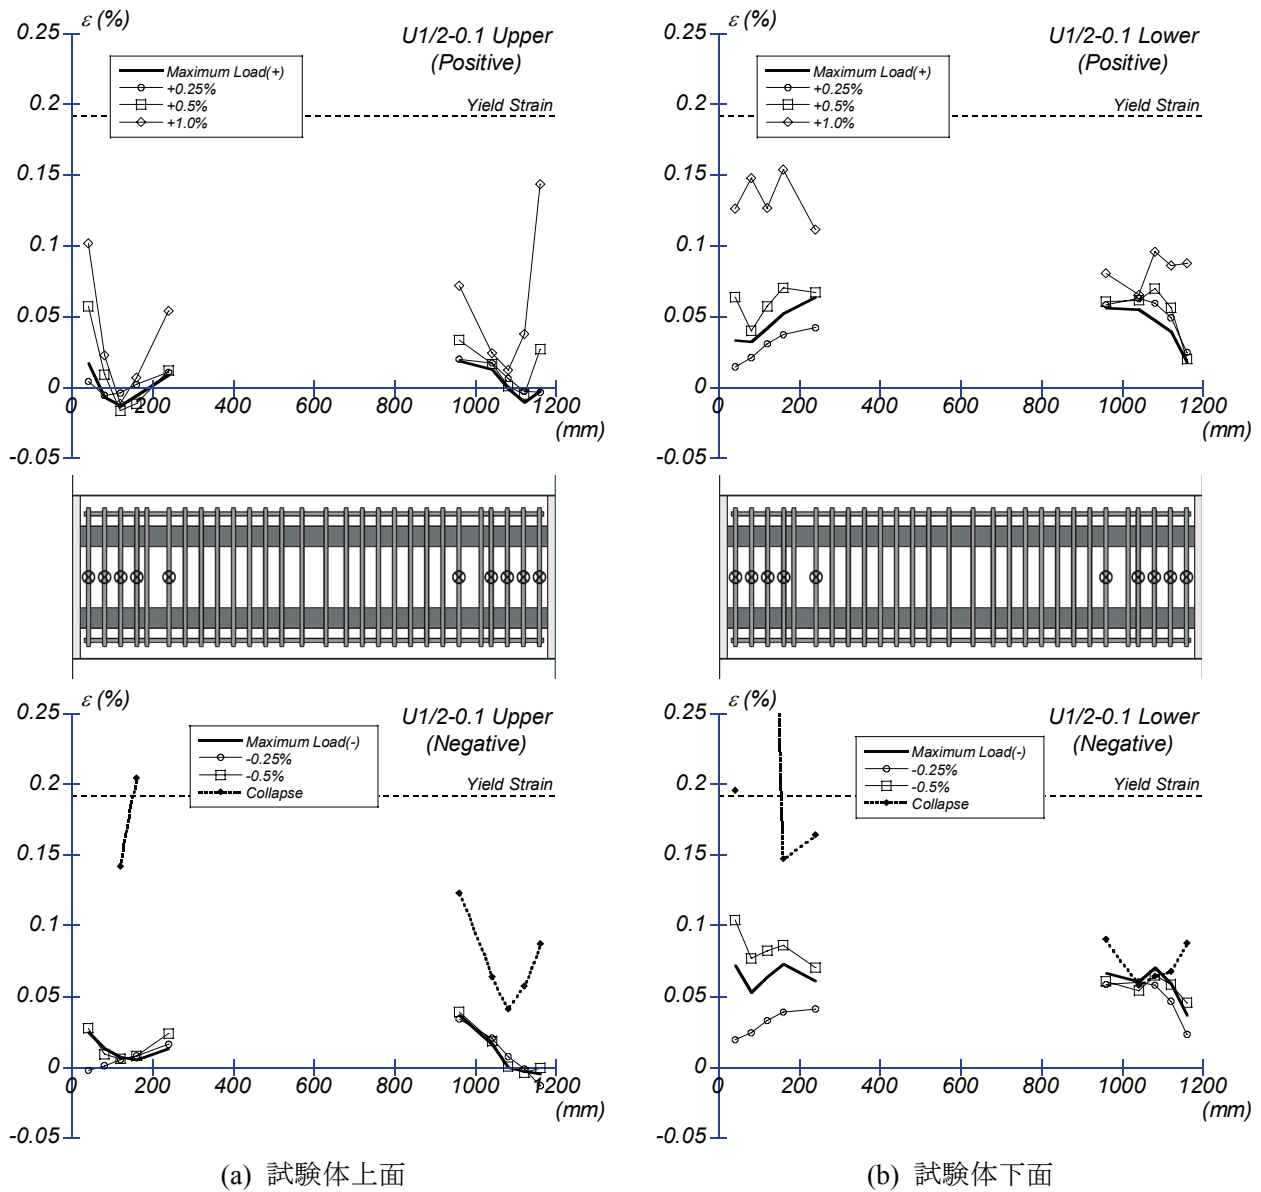 ε (%)
U1/2-0.1 Upper
(Positive)
Maximum Load(+)
+0.25%
+0.5%
+1.0%
Yield Strain
0.25
0.2
0.15
0.1
0.05
0
-0.05
0 200 400 600 800 1000 1200
(mm)
ε (%)
U1/2-0.1 Lower
(Positive)
Maximum Load(+)
+0.25%
+0.5%
+1.0%
Yield Strain
0.25
0.2
0.15
0.1
0.05
0
-0.05
0 200 400 600 800 1000 1200
(mm)
ε (%)
U1/2-0.1 Upper
(Negative)
Maximum Load(-)
-0.25%
-0.5%
Collapse
Yield Strain
0.25
0.2
0.15
0.1
0.05
0
-0.05
0 200 400 600 800 1000 1200
(mm)
ε (%)
U1/2-0.1 Lower
(Negative)
Maximum Load(-)
-0.25%
-0.5%
Collapse
Yield Strain
0.25
0.2
0.15
0.1
0.05
0
-0.05
0 200 400 600 800 1000 1200
(mm)
(a) 試験体上面
(b) 試験体下面